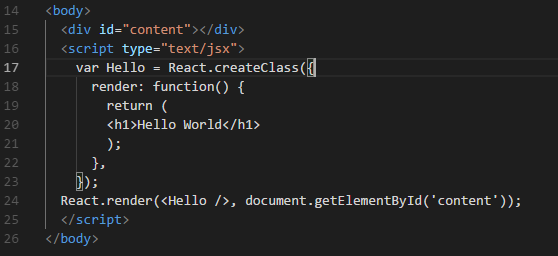 14 <body>
15 <div id="content"></div>
16 <script type="text/jsx">
17 var Hello = React.createClass({
18 render: function() {
19 return (
20 <h1>Hello World</h1>
21 );
22 },
23 });
24 React.render(<Hello />, document.getElementById('content'));
25 </script>
26 </body>